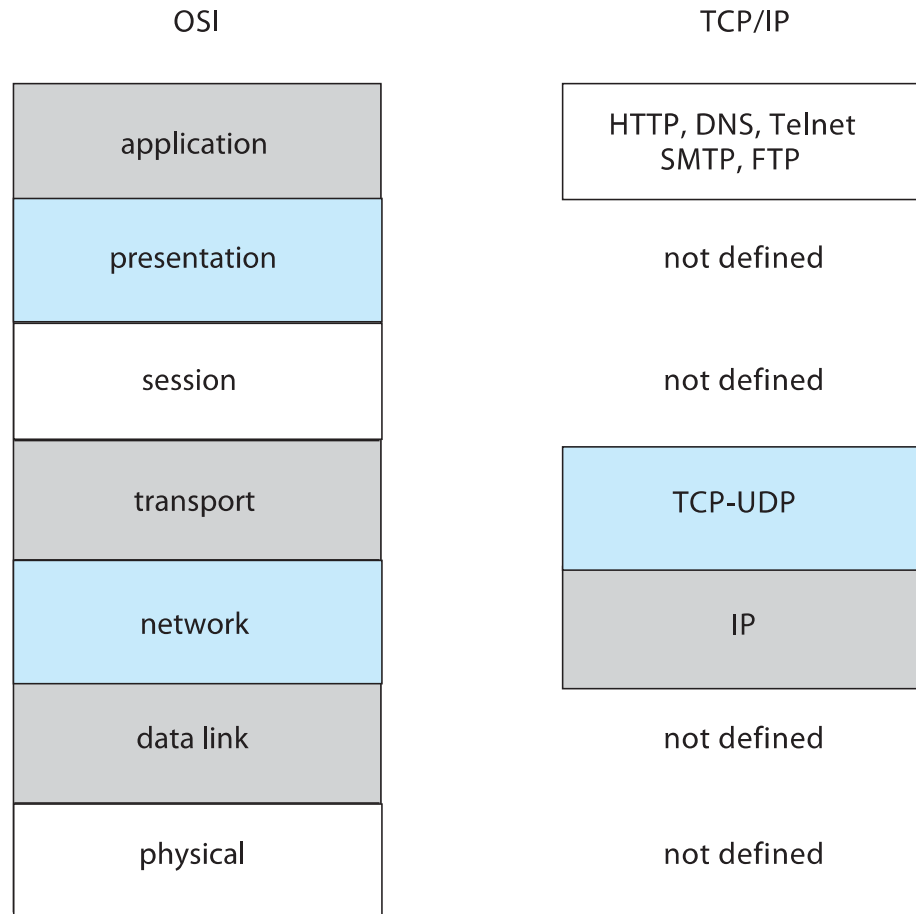 OSI
TCP/IP
application
HTTP, DNS, Telnet
SMTP, FTP
presentation
not defined
session
not defined
transport
TCP-UDP
network
IP
data link
not defined
physical
not defined